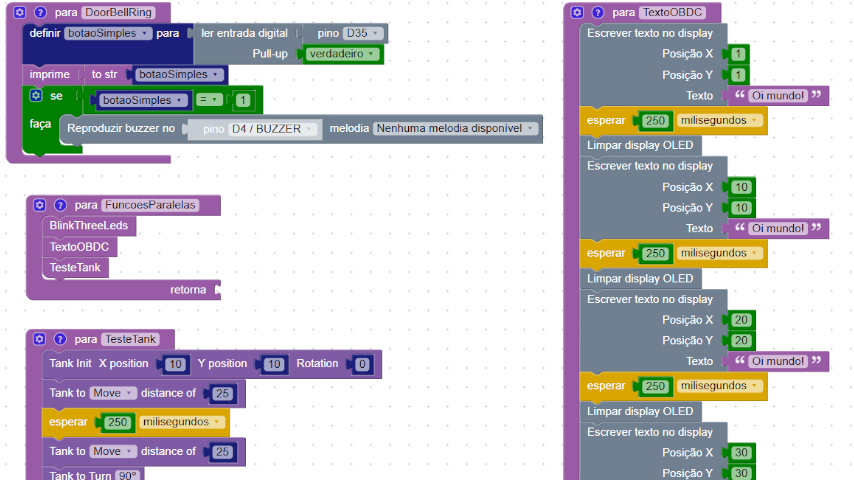 para DoorBellRing
definir botaoSimples para ler entrada digital pino D35
Pull-up verdadeiro
imprime to str botaoSimples
se botaoSimples = 1
faça Reproduzir buzzer no pino D4 / BUZZER melodia Nenhuma melodia disponível
? para FuncoesParalelas
BlinkThreeLeds
TextoOBDC
TesteTank
retorna
? para TesteTank
Tank Init X position 10 Y position 10 Rotation 0
Tank to Move distance of 25
esperar 250 milisegundos
Tank to Move distance of 25
Tank to Turn 90°
? para TextoOBDC
Escrever texto no display
Posição X 1
Posição Y 1
Texto “ Oi mundo! ”
esperar 250 milisegundos
Limpar display OLED
Escrever texto no display
Posição X 10
Posição Y 10
Texto “ Oi mundo! ”
esperar 250 milisegundos
Limpar display OLED
Escrever texto no display
Posição X 20
Posição Y 20
Texto “ Oi mundo! ”
esperar 250 milisegundos
Limpar display OLED
Escrever texto no display
Posição X 30
Posição Y 30